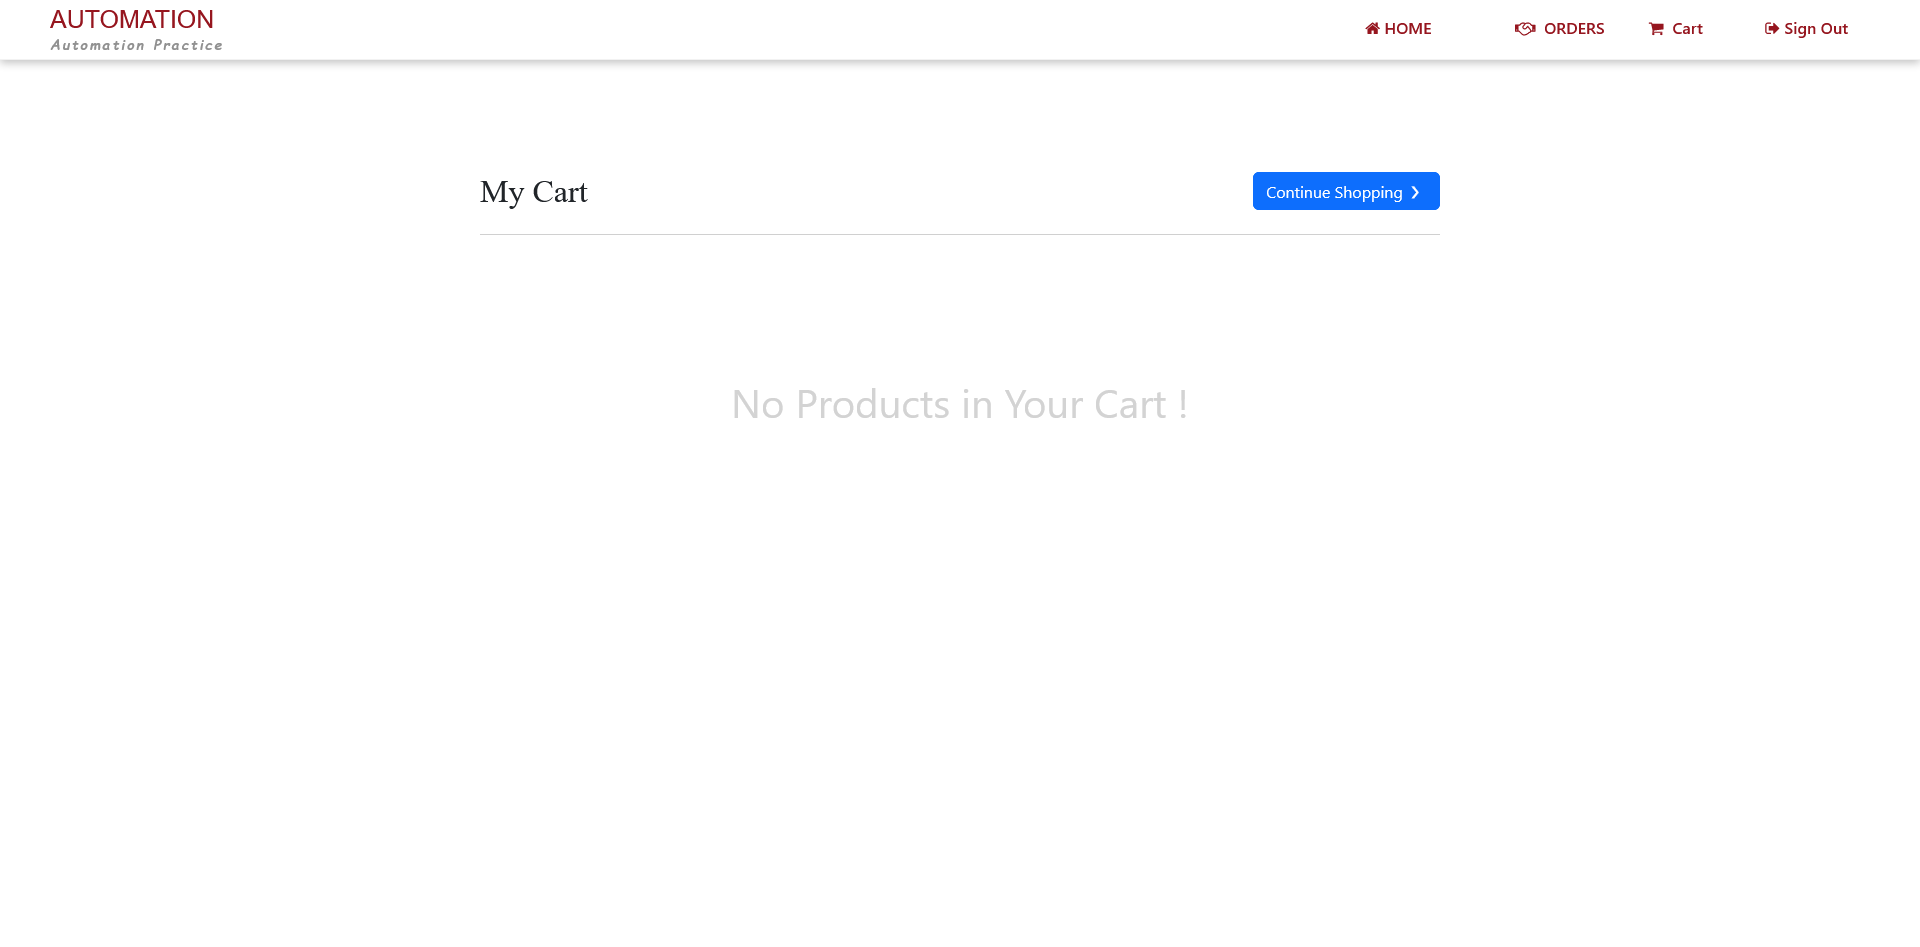 AUTOMATION
Automation Practice
HOME
ORDERS
Cart
Sign Out
My Cart
Continue Shopping ❯
No Products in Your Cart !